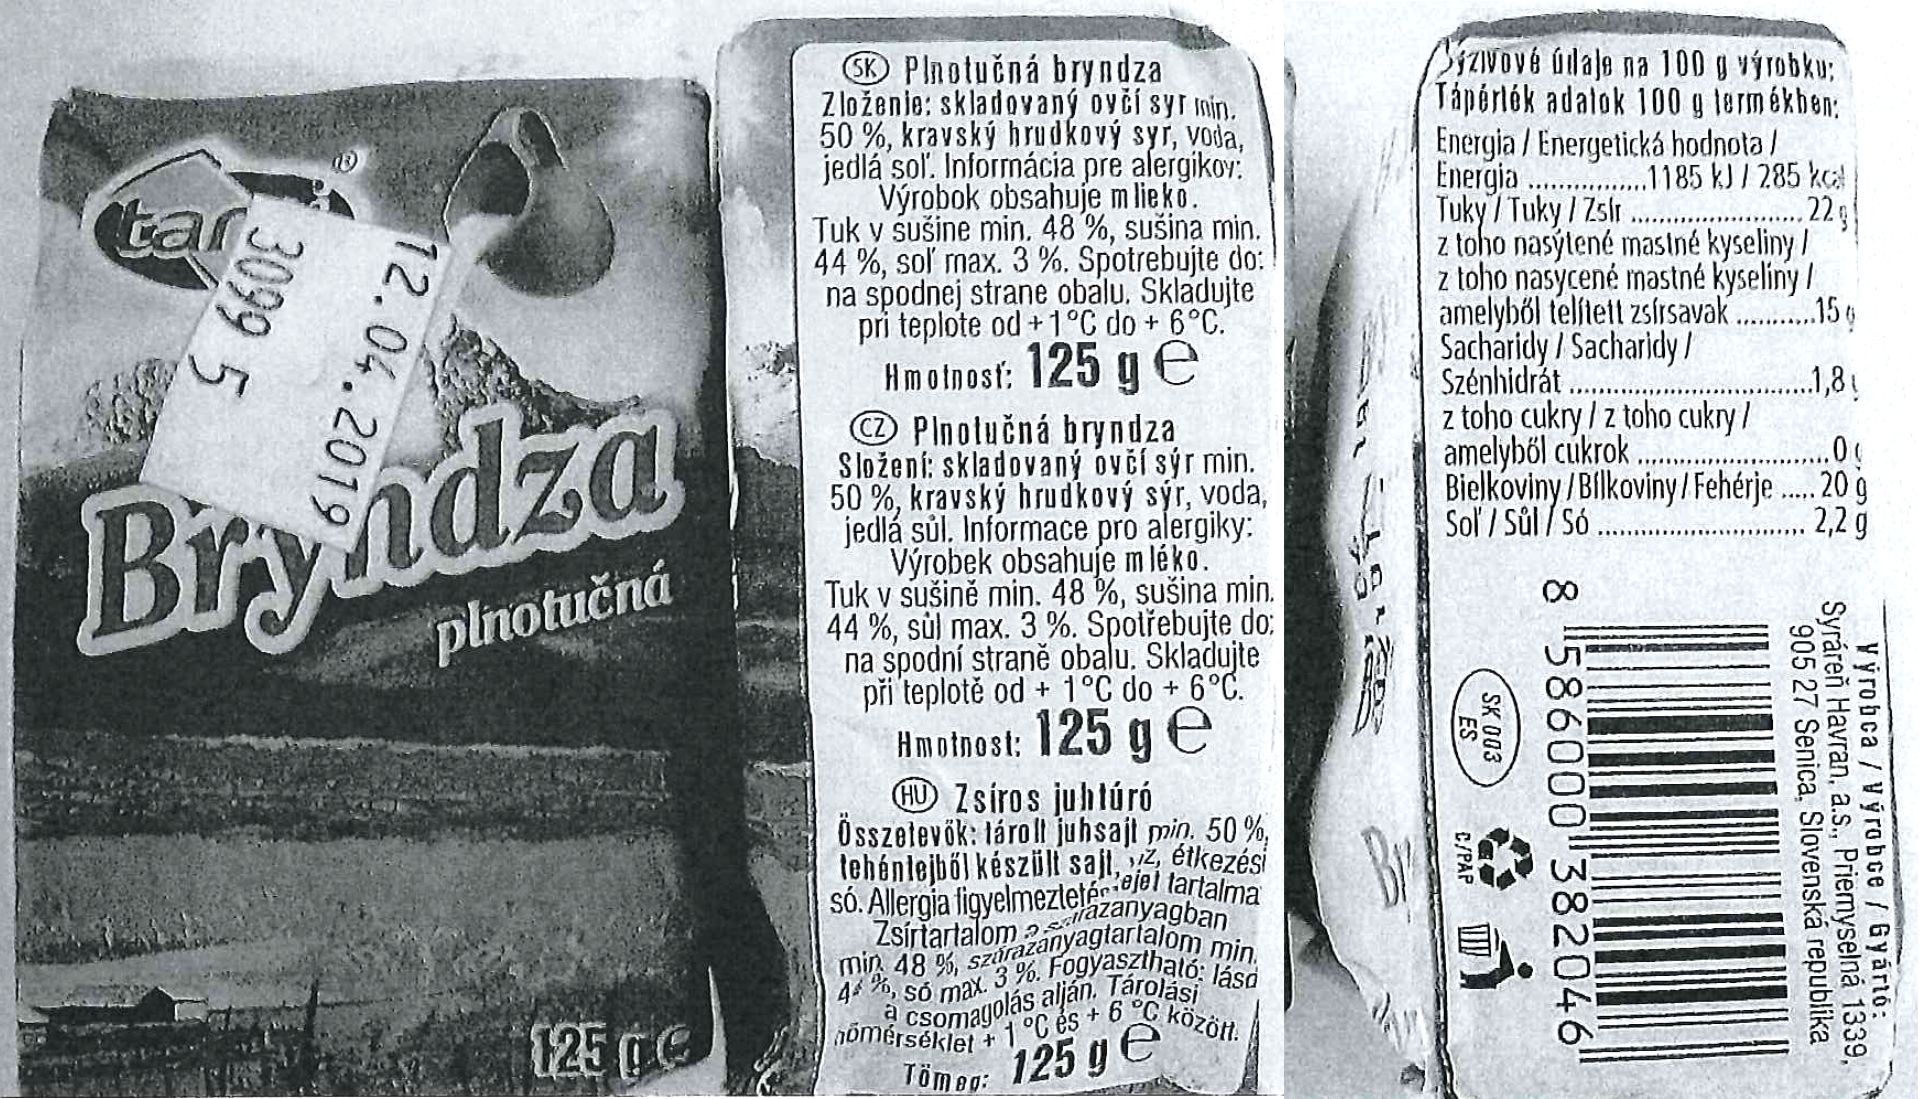 tam
®
12. 04. 2019
3099 5
Bryndza
plnotučná
125 g e
SK Plnotučná bryndza
Zloženie: skladovaný ovčí syr min.
50 %, kravský hrudkový syr, voda,
jedlá soľ. Informácia pre alergikov:
Výrobok obsahuje mlieko.
Tuk v sušine min. 48 %, sušina min.
44 %, soľ max. 3 %. Spotrebujte do:
na spodnej strane obalu. Skladujte
pri teplote od +1°C do + 6°C.
Hmotnosť: 125 g e
CZ Plnotučná bryndza
Složení: skladovaný ovčí sýr min.
50 %, kravský hrudkový sýr, voda,
jedlá sůl. Informace pro alergiky:
Výrobek obsahuje mléko.
Tuk v sušině min. 48 %, sušina min.
44 %, sůl max. 3 %. Spotřebujte do:
na spodní straně obalu. Skladujte
při teplotě od + 1°C do + 6°C.
Hmotnost: 125 g e
HU Zsíros juhtúró
Összetevők: tárolt juhsajt min. 50 %,
tehéntejből készült sajt, víz, étkezési
só. Allergia figyelmeztetés: tejet tartalma
Zsírtartalom a szárazanyagban
min. 48 %, szárazanyagtartalom min.
44 %, só max. 3 %. Fogyasztható: lásd
a csomagolás alján. Tárolási
hőmérséklet + 1 °C és + 6 °C között.
Tömeg: 125 g e
Výživové údaje na 100 g výrobku:
Tápérték adatok 100 g termékben:
Energia / Energetická hodnota /
Energia .................1185 kJ / 285 kcal
Tuky / Tuky / Zsír ........................ 22 g
z toho nasýtené mastné kyseliny /
z toho nasycené mastné kyseliny /
amelyből telített zsírsavak ...........15 g
Sacharidy / Sacharidy /
Szénhidrát .................................1,8 g
z toho cukry / z toho cukry /
amelyből cukrok ..........................0 g
Bielkoviny / Bílkoviny / Fehérje ..... 20 g
Soľ / Sůl / Só ............................. 2,2 g
Výrobca / Výrobce / Gyártó:
Syráreň Havran, a.s., Priemyselná 1339,
905 27 Senica, Slovenská republika
8 586000 382046
SK 003
ES
C/PAP
Br